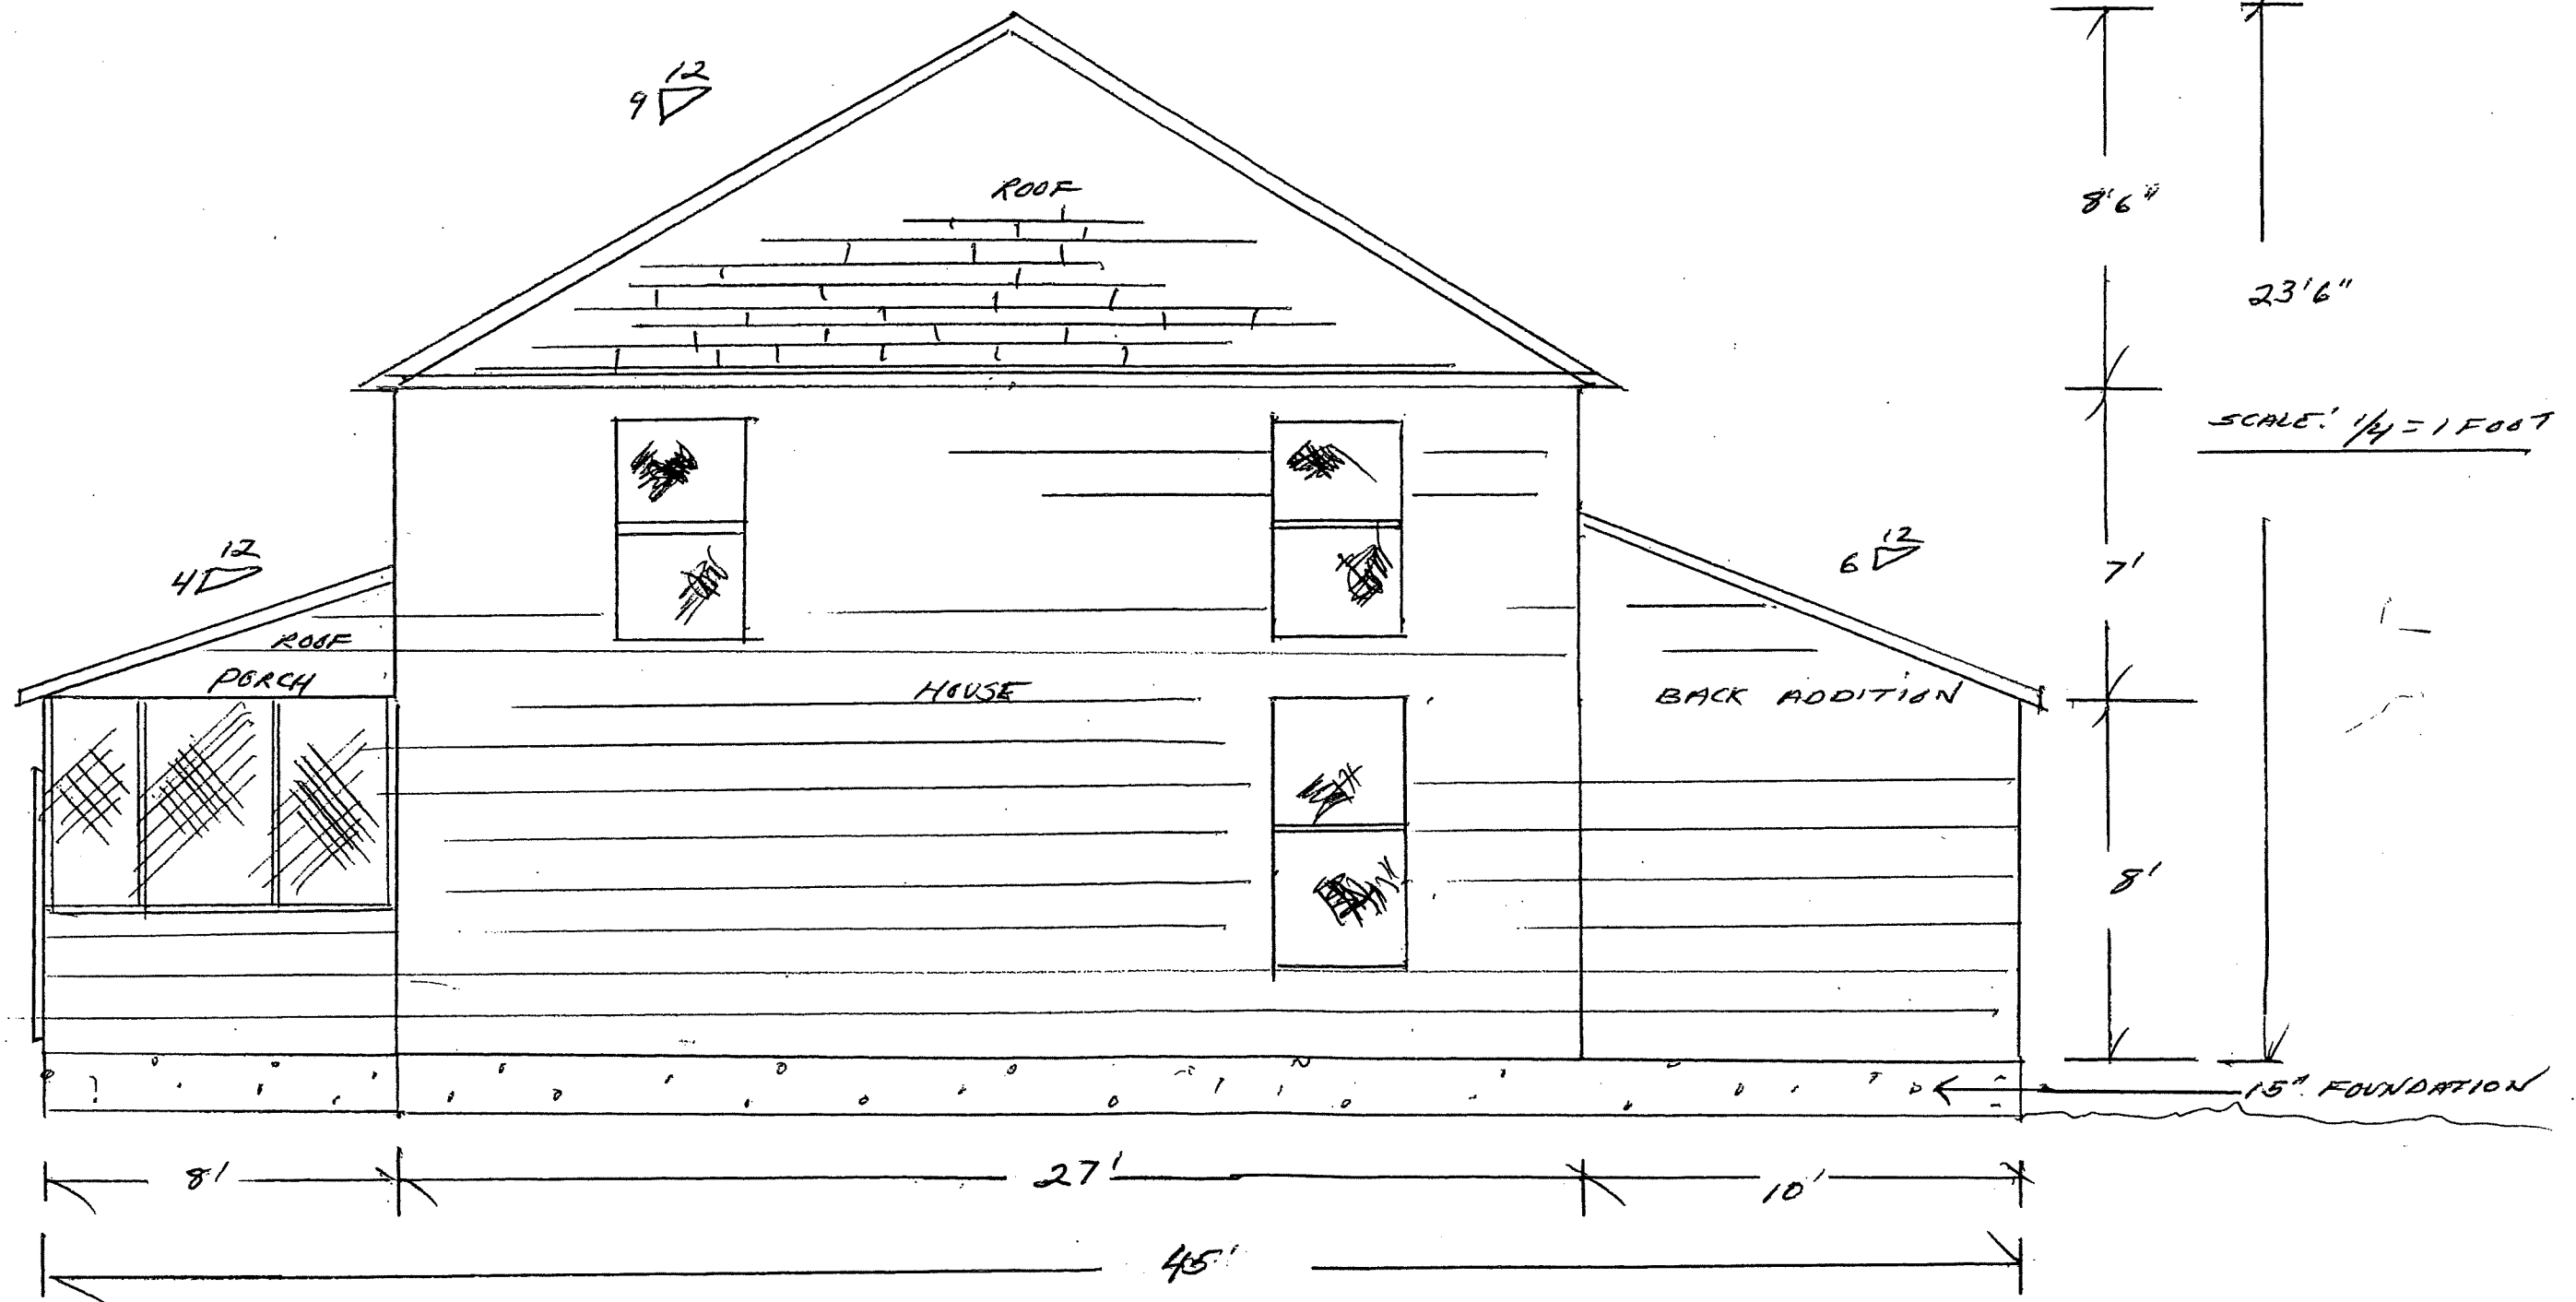 12
9
ROOF
8'6"
23'6"
SCALE: 1/4 = 1 FOOT
12
4
12
6
7'
ROOF
PORCH
HOUSE
BACK ADDITION
8'
15" FOUNDATION
8'
27'
10'
45'